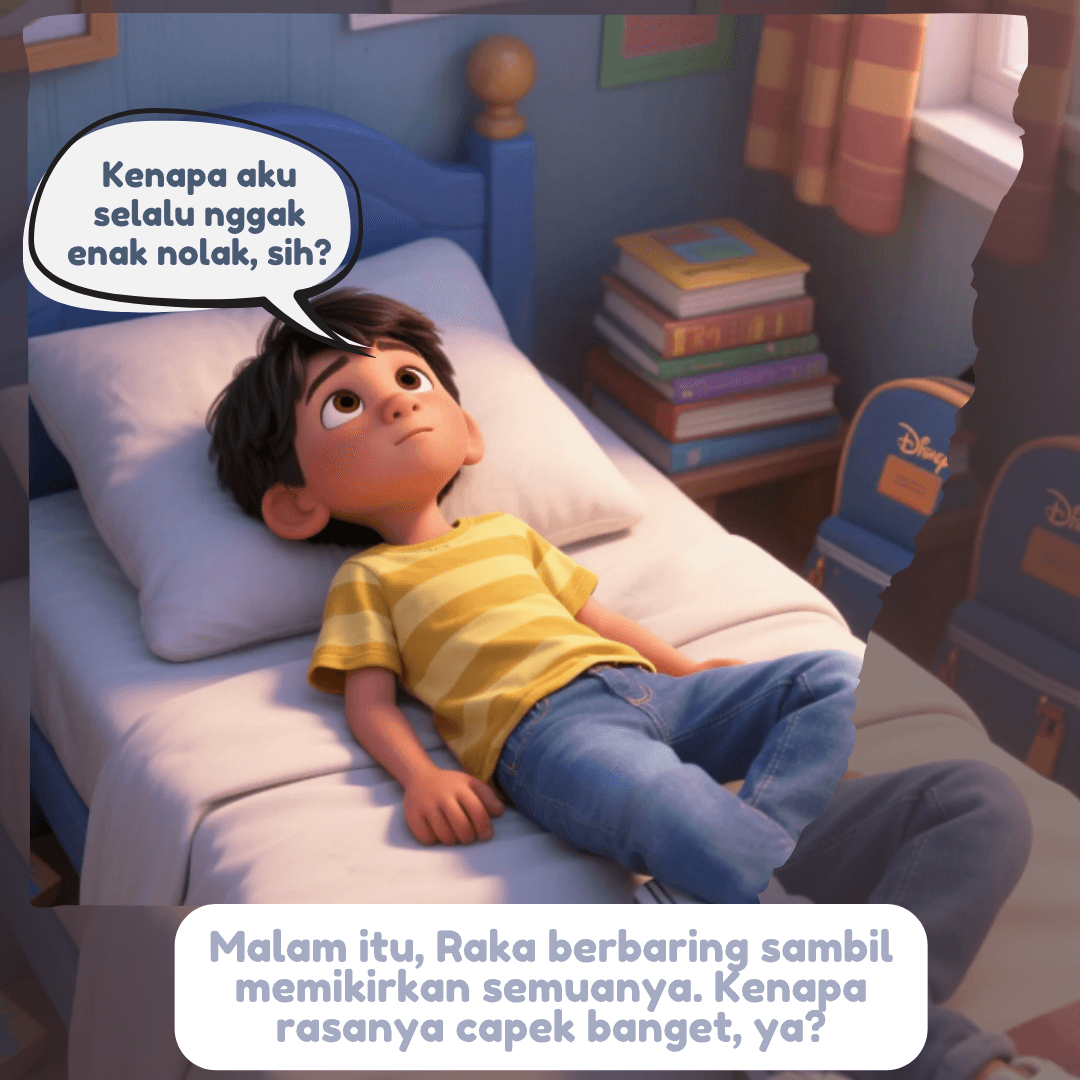 Kenapa aku
selalu nggak
enak nolak, sih?
Disney
Malam itu, Raka berbaring sambil
memikirkan semuanya. Kenapa
rasanya capek banget, ya?